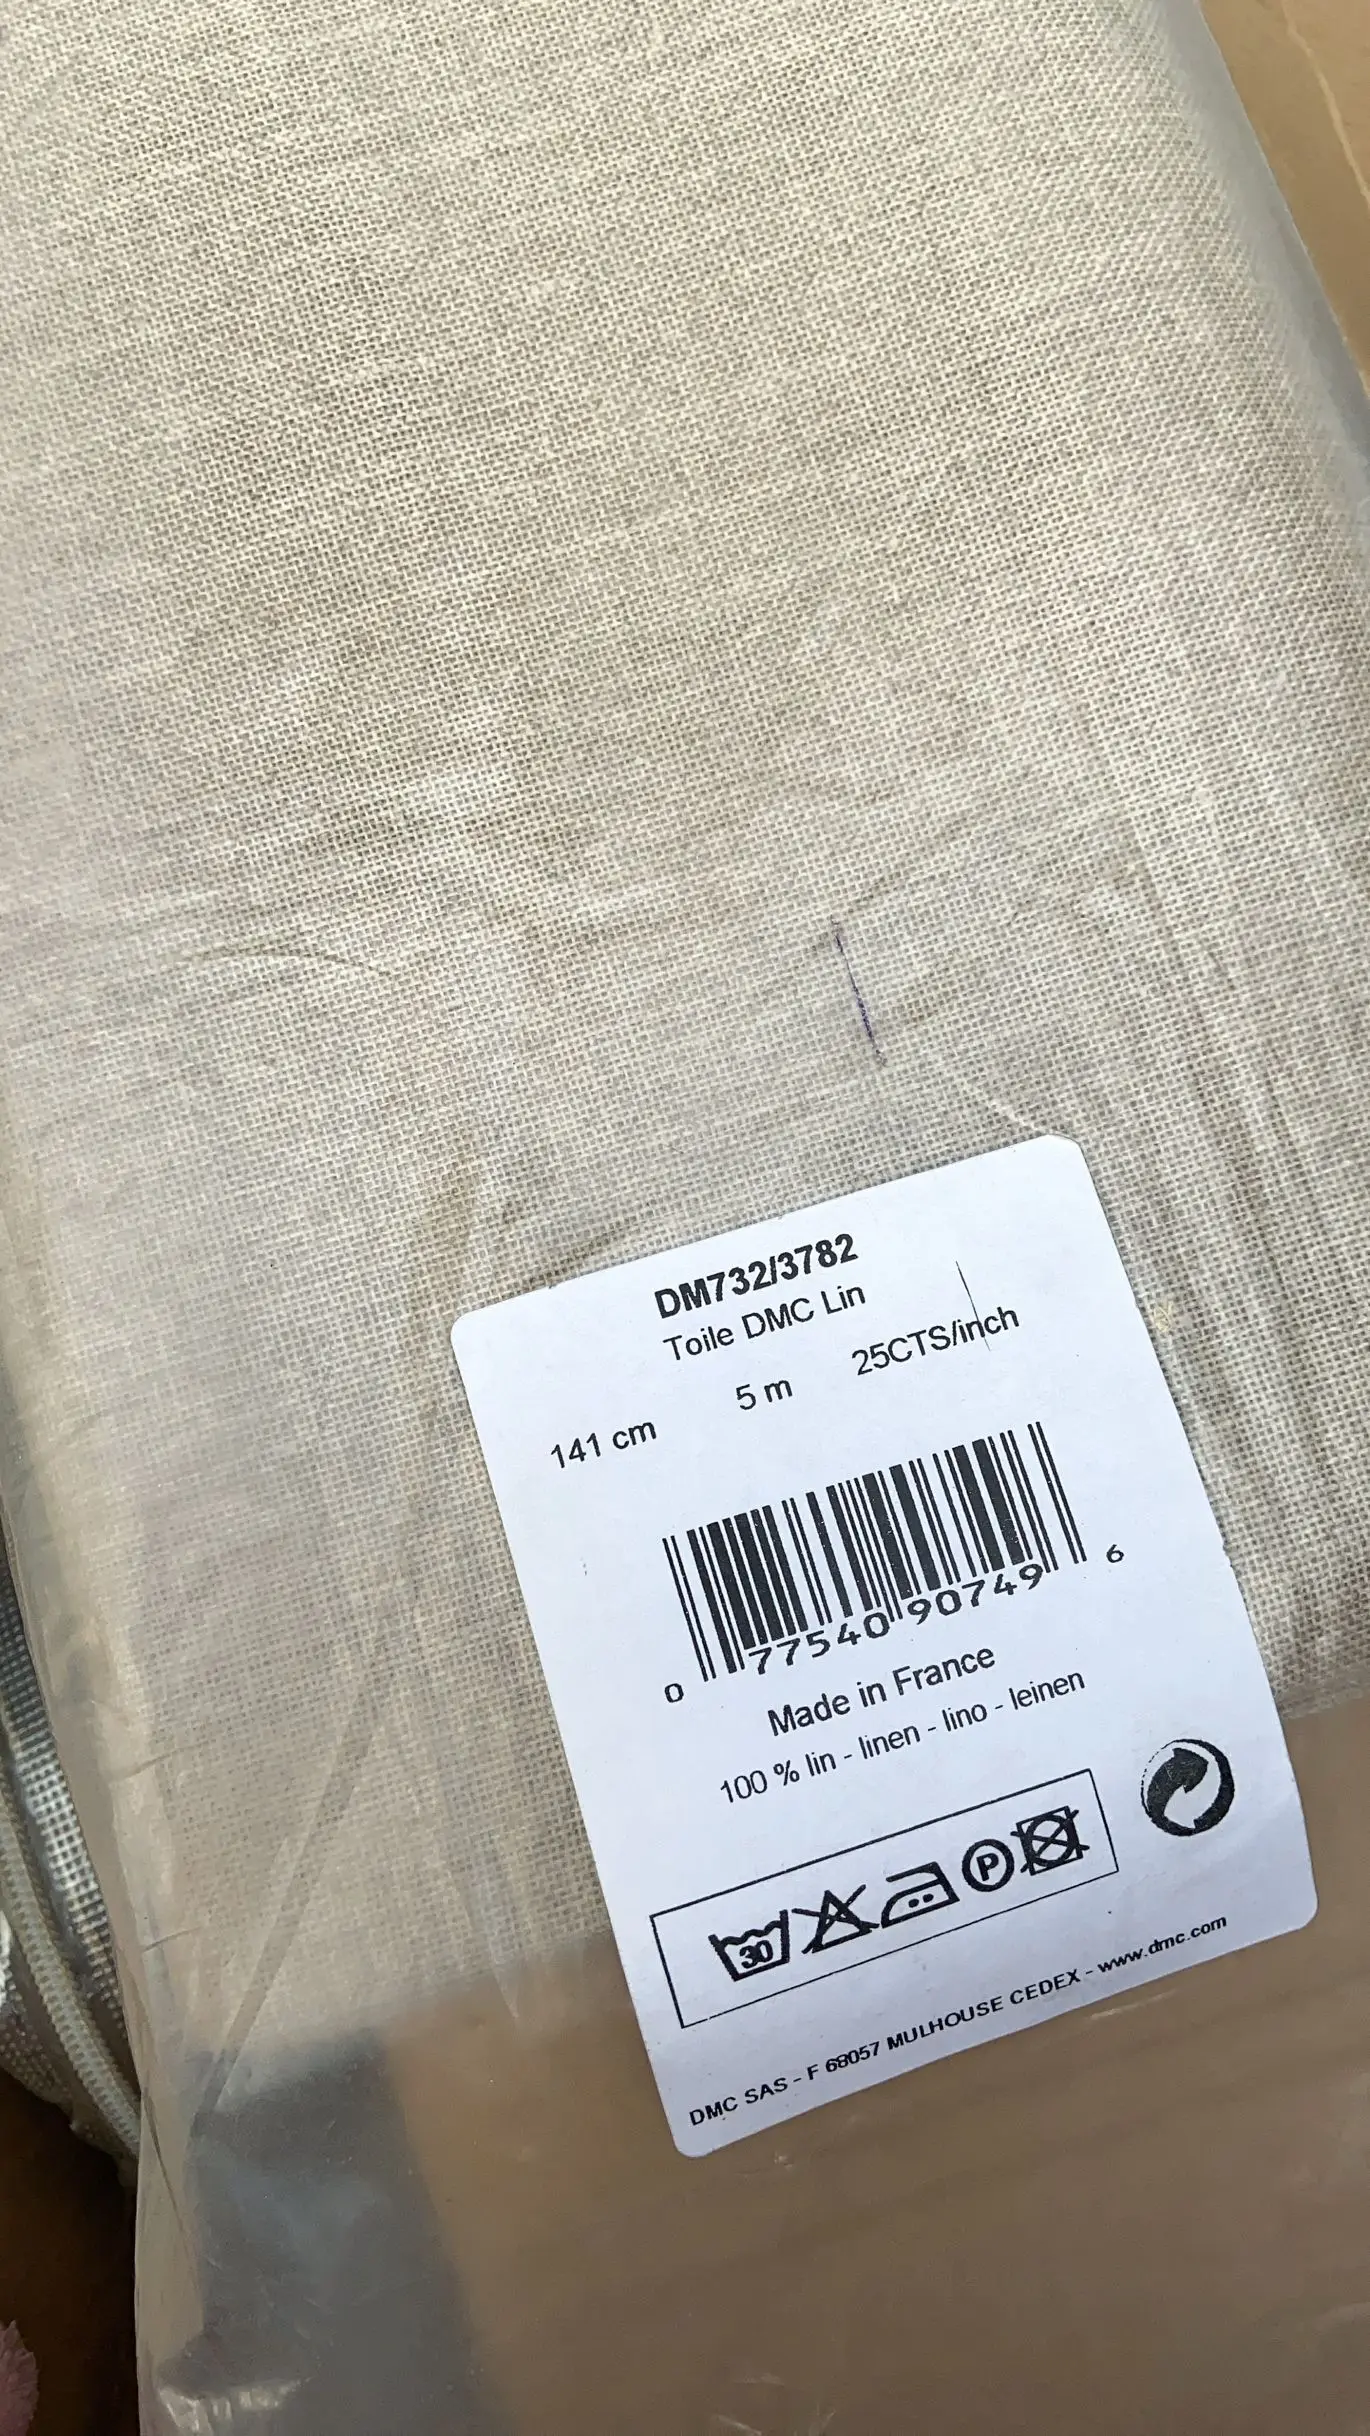 DM732/3782
Toile DMC Lin
141 cm 5 m 25CTS/inch
0 77540 90749 6
Made in France
100 % lin - linen - lino - leinen
30 P
DMC SAS - F 68057 MULHOUSE CEDEX - www.dmc.com